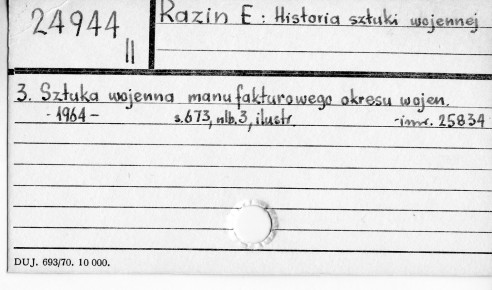 24944
II
Razin E : Historia sztuki wojennej
3. Sztuka wojenna manufakturowego okresu wojen.
- 1964 - s. 673, nlb. 3, ilustr. - inw. 25834
DUJ. 693/70. 10 000.